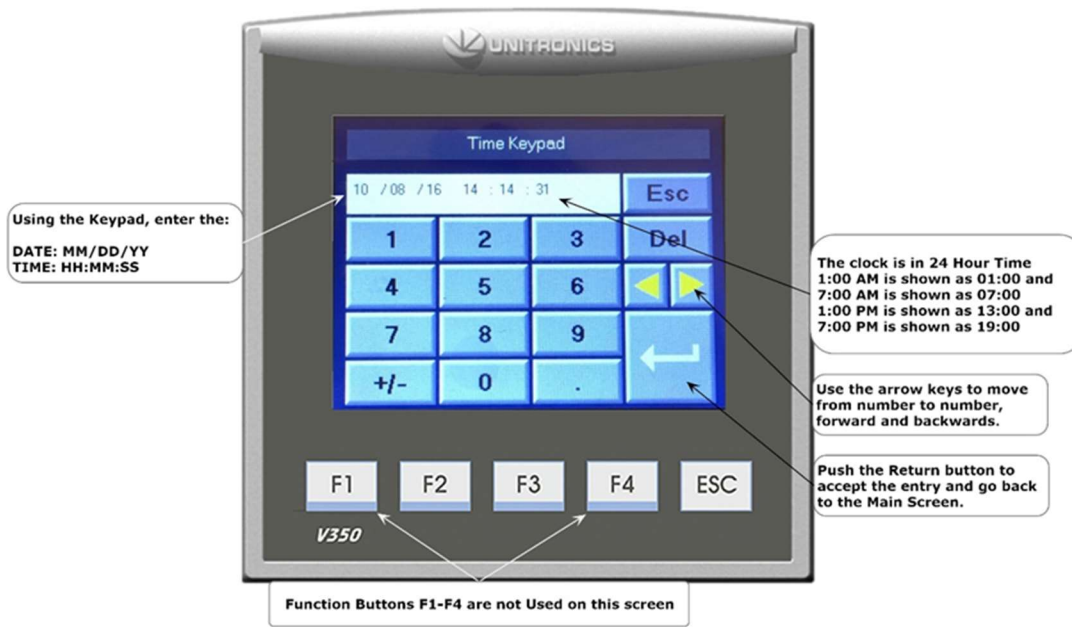 UNITRONICS
Time Keypad
10 /08 /16 14 : 14 : 31
Esc
1 2 3 Del
4 5 6
7 8 9
+/- 0 .
F1 F2 F3 F4 ESC
V350
Using the Keypad, enter the:
DATE: MM/DD/YY
TIME: HH:MM:SS
The clock is in 24 Hour Time
1:00 AM is shown as 01:00 and
7:00 AM is shown as 07:00
1:00 PM is shown as 13:00 and
7:00 PM is shown as 19:00
Use the arrow keys to move
from number to number,
forward and backwards.
Push the Return button to
accept the entry and go back
to the Main Screen.
Function Buttons F1-F4 are not Used on this screen